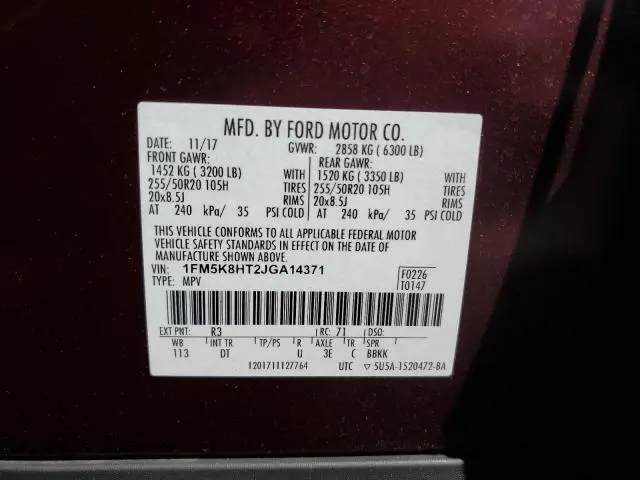 MFD. BY FORD MOTOR CO.
DATE: 11/17 GVWR: 2858 KG ( 6300 LB)
FRONT GAWR: REAR GAWR:
1452 KG ( 3200 LB) WITH 1520 KG ( 3350 LB) WITH
255/50R20 105H TIRES 255/50R20 105H TIRES
20x8.5J RIMS 20x8.5J RIMS
AT 240 kPa/ 35 PSI COLD AT 240 kPa/ 35 PSI COLD
THIS VEHICLE CONFORMS TO ALL APPLICABLE FEDERAL MOTOR
VEHICLE SAFETY STANDARDS IN EFFECT ON THE DATE OF
MANUFACTURE SHOWN ABOVE.
VIN: 1FM5K8HT2JGA14371 F0226
TYPE: MPV T0147
EXT PNT: R3 RC: 71 DSO:
WB INT TR TP/PS R AXLE TR SPR
113 DT U 3E C BBKK
1201711127764 UTC ▽ 5U5A-1520472-BA